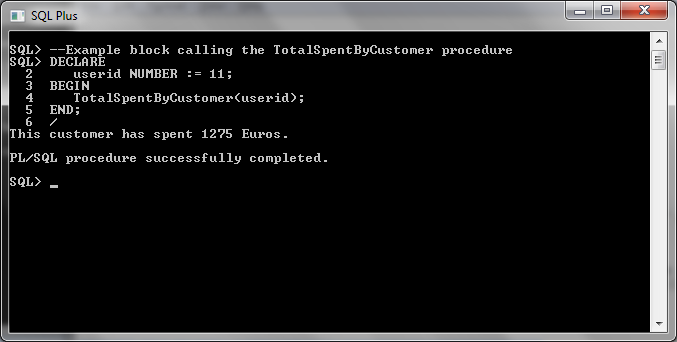 SQL Plus
SQL> --Example block calling the TotalSpentByCustomer procedure
SQL> DECLARE
  2     userid NUMBER := 11;
  3  BEGIN
  4     TotalSpentByCustomer(userid);
  5  END;
  6  /
This customer has spent 1275 Euros.
PL/SQL procedure successfully completed.
SQL> _